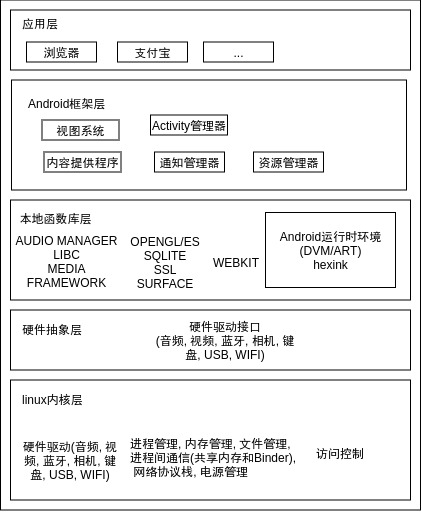 应用层
浏览器
支付宝
...
Android框架层
视图系统
Activity管理器
内容提供程序
通知管理器
资源管理器
本地函数库层
AUDIO MANAGER
LIBC
MEDIA
FRAMEWORK
OPENGL/ES
SQLITE
SSL
SURFACE
WEBKIT
Android运行时环境
(DVM/ART)
hexink
硬件抽象层
硬件驱动接口
(音频, 视频, 蓝牙, 相机, 键
盘, USB, WIFI)
linux内核层
硬件驱动(音频, 视
频, 蓝牙, 相机, 键
盘, USB, WIFI)
进程管理, 内存管理, 文件管理,
进程间通信(共享内存和Binder),
网络协议栈, 电源管理
访问控制